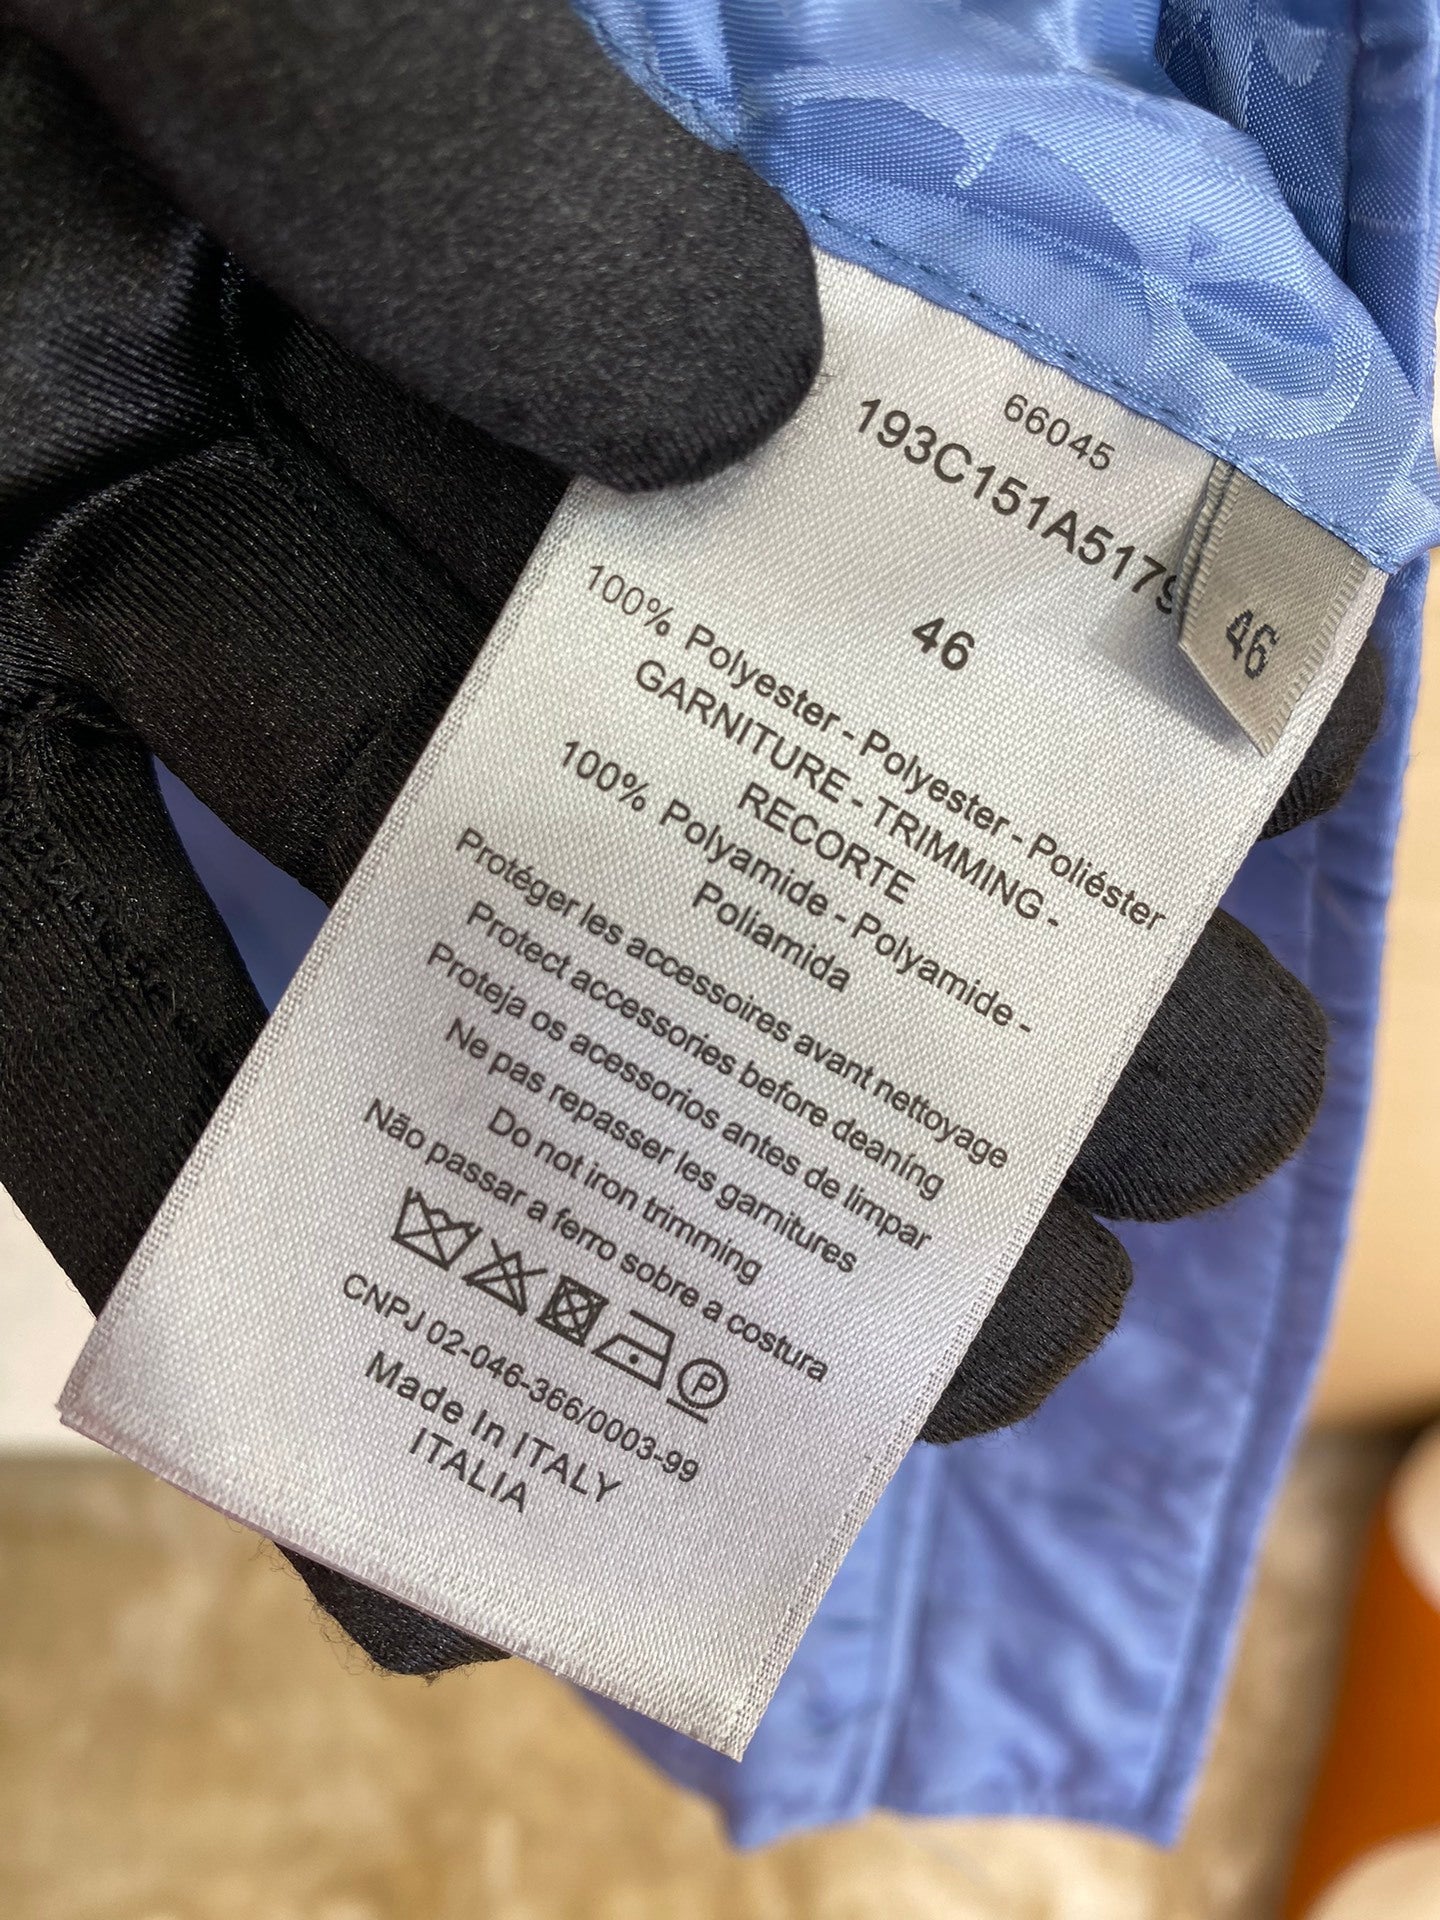 66045
193C151A5179
46
46
100% Polyester - Polyester - Poliéster
GARNITURE - TRIMMING -
RECORTE
100% Polyamide - Polyamide -
Poliamida
Protéger les accessoires avant nettoyage
Protect accessories before deaning
Proteja os acessorios antes de limpar
Ne pas repasser les garnitures
Do not iron trimming
Não passar a ferro sobre a costura
P
CNPJ 02-046-366/0003-99
Made In ITALY
ITALIA